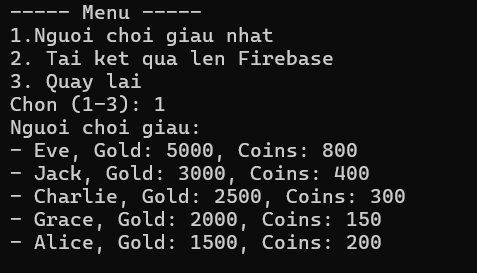 ----- Menu -----
1.Nguoi choi giau nhat
2. Tai ket qua len Firebase
3. Quay lai
Chon (1-3): 1
Nguoi choi giau:
- Eve, Gold: 5000, Coins: 800
- Jack, Gold: 3000, Coins: 400
- Charlie, Gold: 2500, Coins: 300
- Grace, Gold: 2000, Coins: 150
- Alice, Gold: 1500, Coins: 200